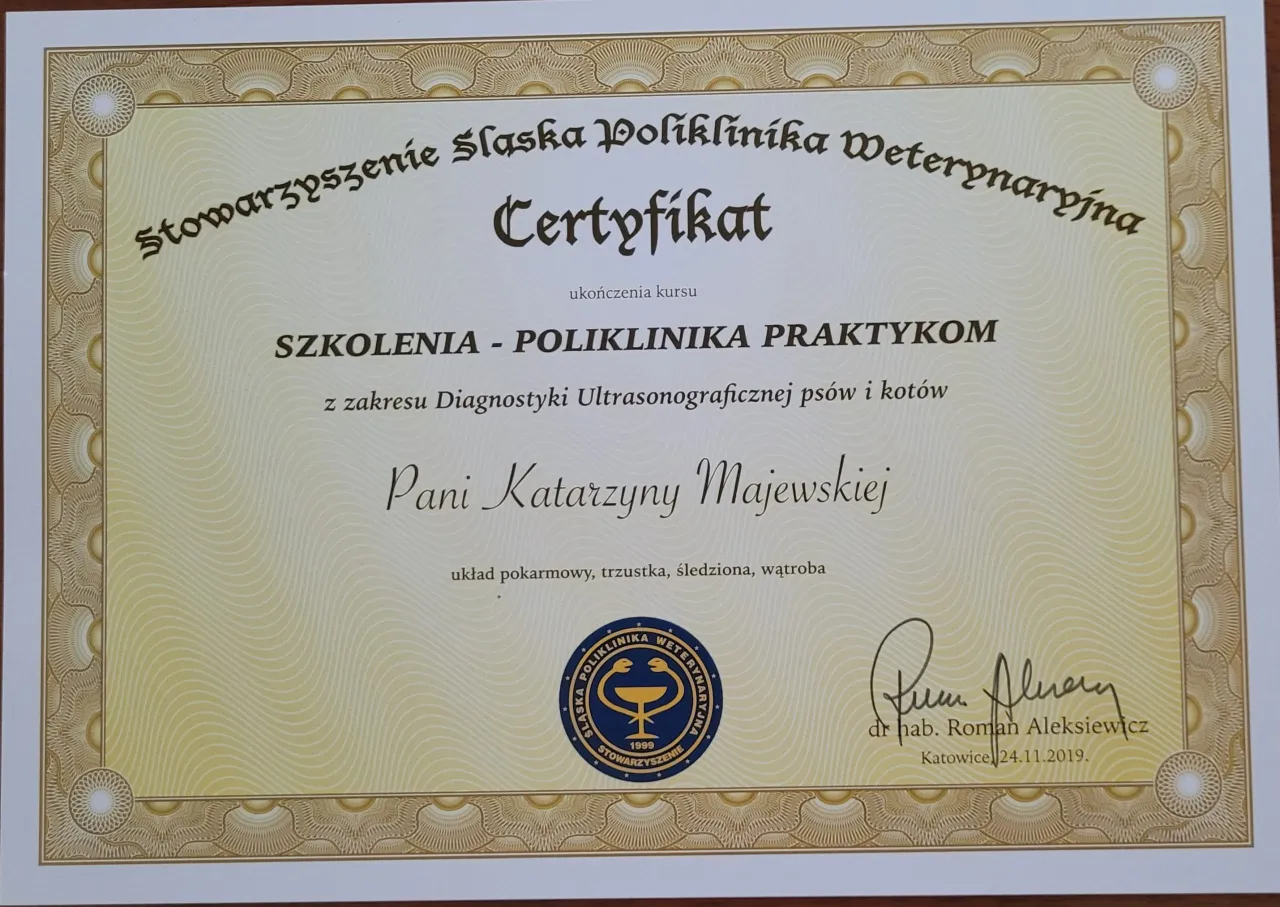 Stowarzyszenie Śląska Poliklinika Weterynaryjna
Certyfikat
ukończenia kursu
SZKOLENIA - POLIKLINIKA PRAKTYKOM
z zakresu Diagnostyki Ultrasonograficznej psów i kotów
Pani Katarzyny Majewskiej
układ pokarmowy, trzustka, śledziona, wątroba
ŚLĄSKA POLIKLINIKA WETERYNARYJNA
1999
STOWARZYSZENIE
dr hab. Roman Aleksiewicz
Katowice, 24.11.2019.